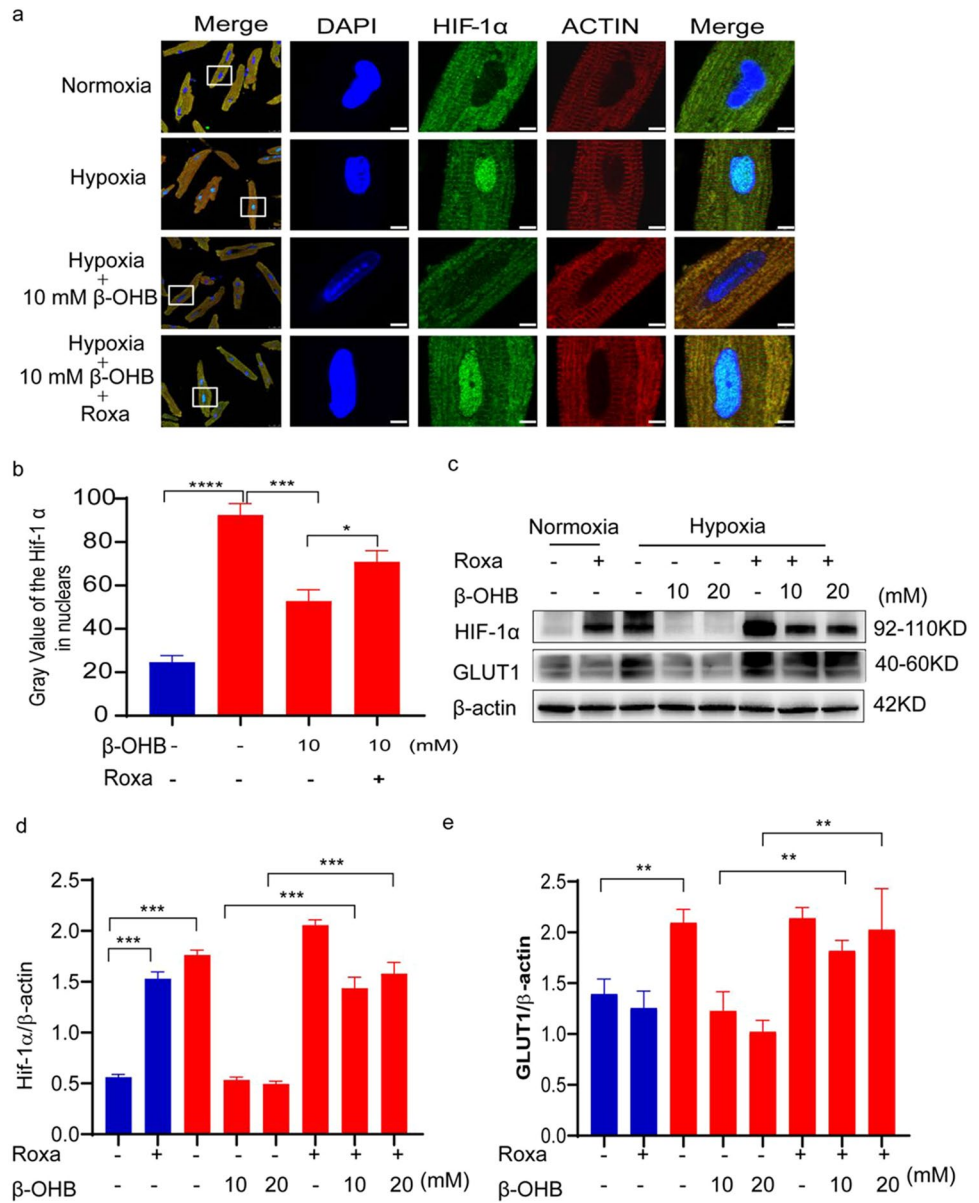 a
Merge DAPI HIF-1α ACTIN Merge
Normoxia
Hypoxia
Hypoxia
+
10 mM β-OHB
Hypoxia
+
10 mM β-OHB
+
Roxa
b
Gray Value of the Hif-1 α
in nuclears
100
80
60
40
20
0
**** ***
*
β-OHB - - 10 10 (mM)
Roxa - - - +
c
Normoxia Hypoxia
Roxa - + - - - + + +
β-OHB - - - 10 20 - 10 20 (mM)
HIF-1α 92-110KD
GLUT1 40-60KD
β-actin 42KD
d
Hif-1α/β-actin
2.5
2.0
1.5
1.0
0.5
0.0
***
***
***
***
Roxa - + - - - + + +
β-OHB - - - 10 20 - 10 20 (mM)
e
GLUT1/β-actin
2.5
2.0
1.5
1.0
0.5
0.0
**
**
**
Roxa - + - - - + + +
β-OHB - - - 10 20 - 10 20 (mM)